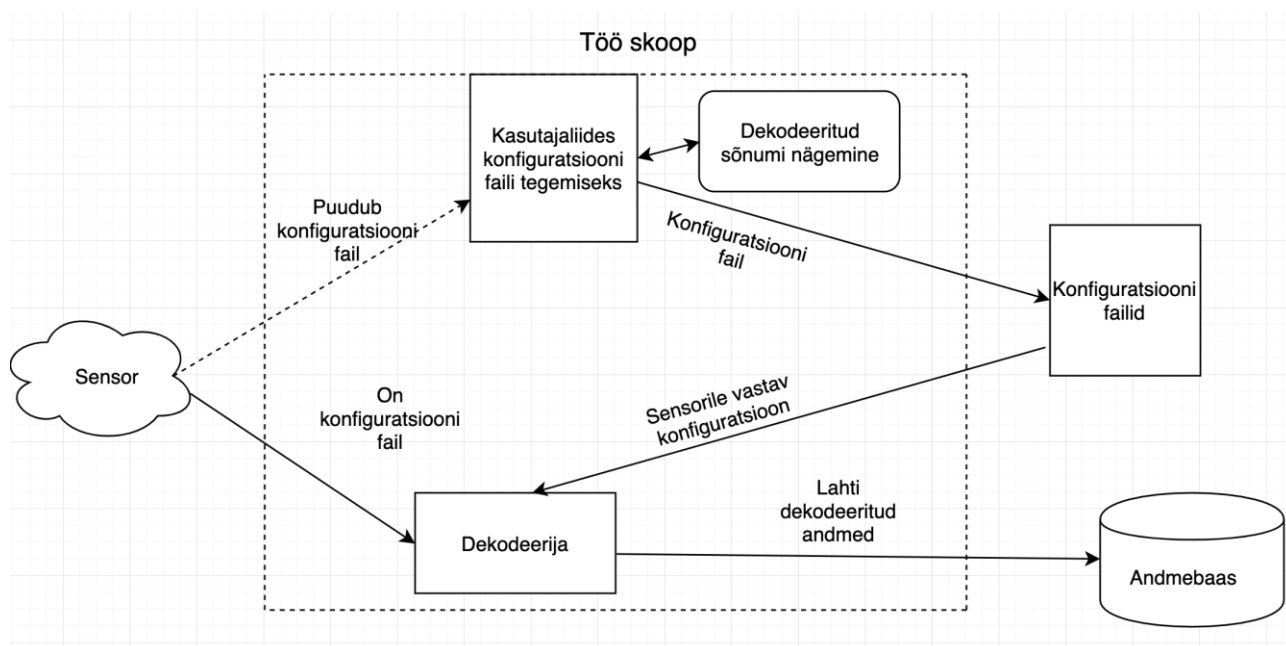 Töö skoop
Kasutajaliides
konfiguratsiooni
faili tegemiseks
Dekodeeritud
sõnumi nägemine
Puudub
konfiguratsiooni
fail
Konfiguratsiooni
fail
Konfiguratsiooni
failid
Sensor
On
konfiguratsiooni
fail
Sensorile vastav
konfiguratsioon
Dekodeerija
Lahti
dekodeeritud
andmed
Andmebaas